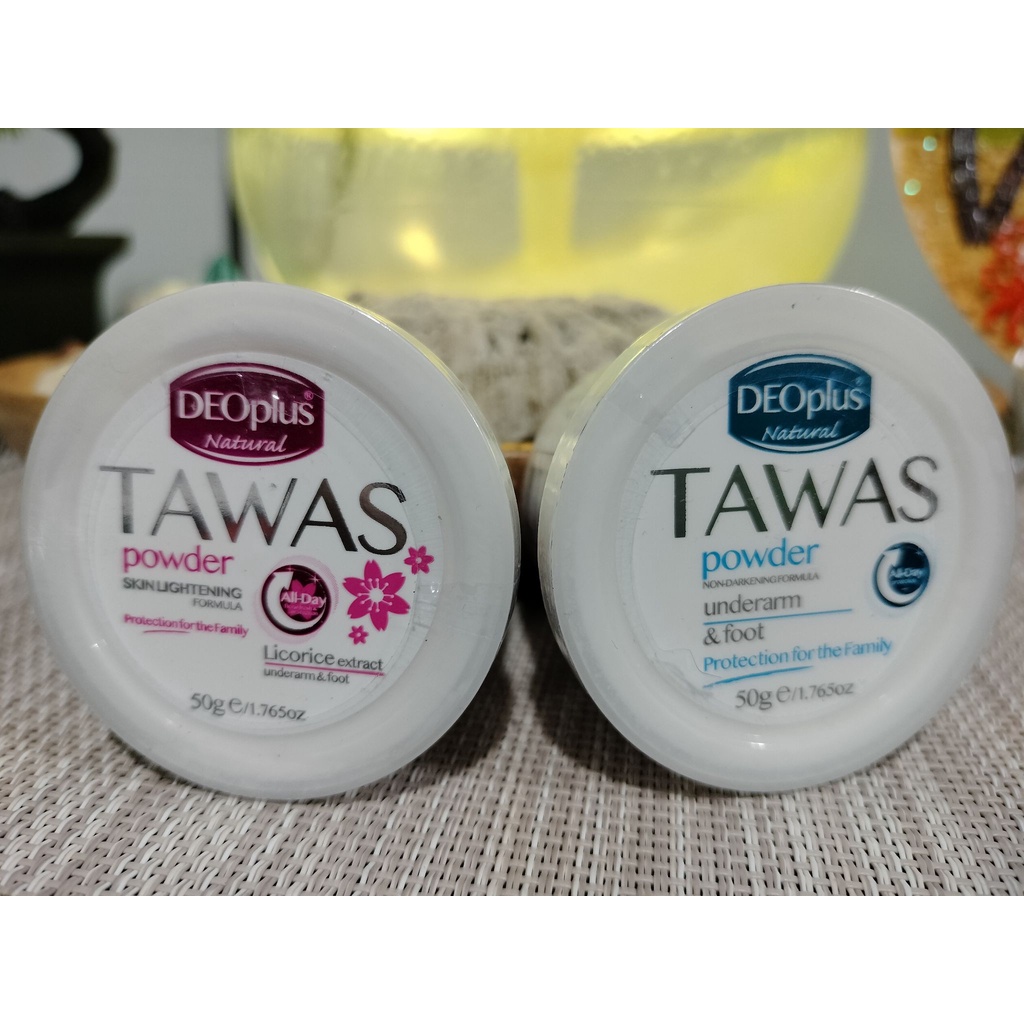 DEOplus®
Natural
TAWAS
powder
SKIN LIGHTENING
FORMULA
All-Day
Protection for the Family
Licorice extract
underarm & foot
50g e/1.765oz
DEOplus®
Natural
TAWAS
powder
NON-DARKENING FORMULA
All-Day
underarm
& foot
Protection for the Family
50g e/1.765oz